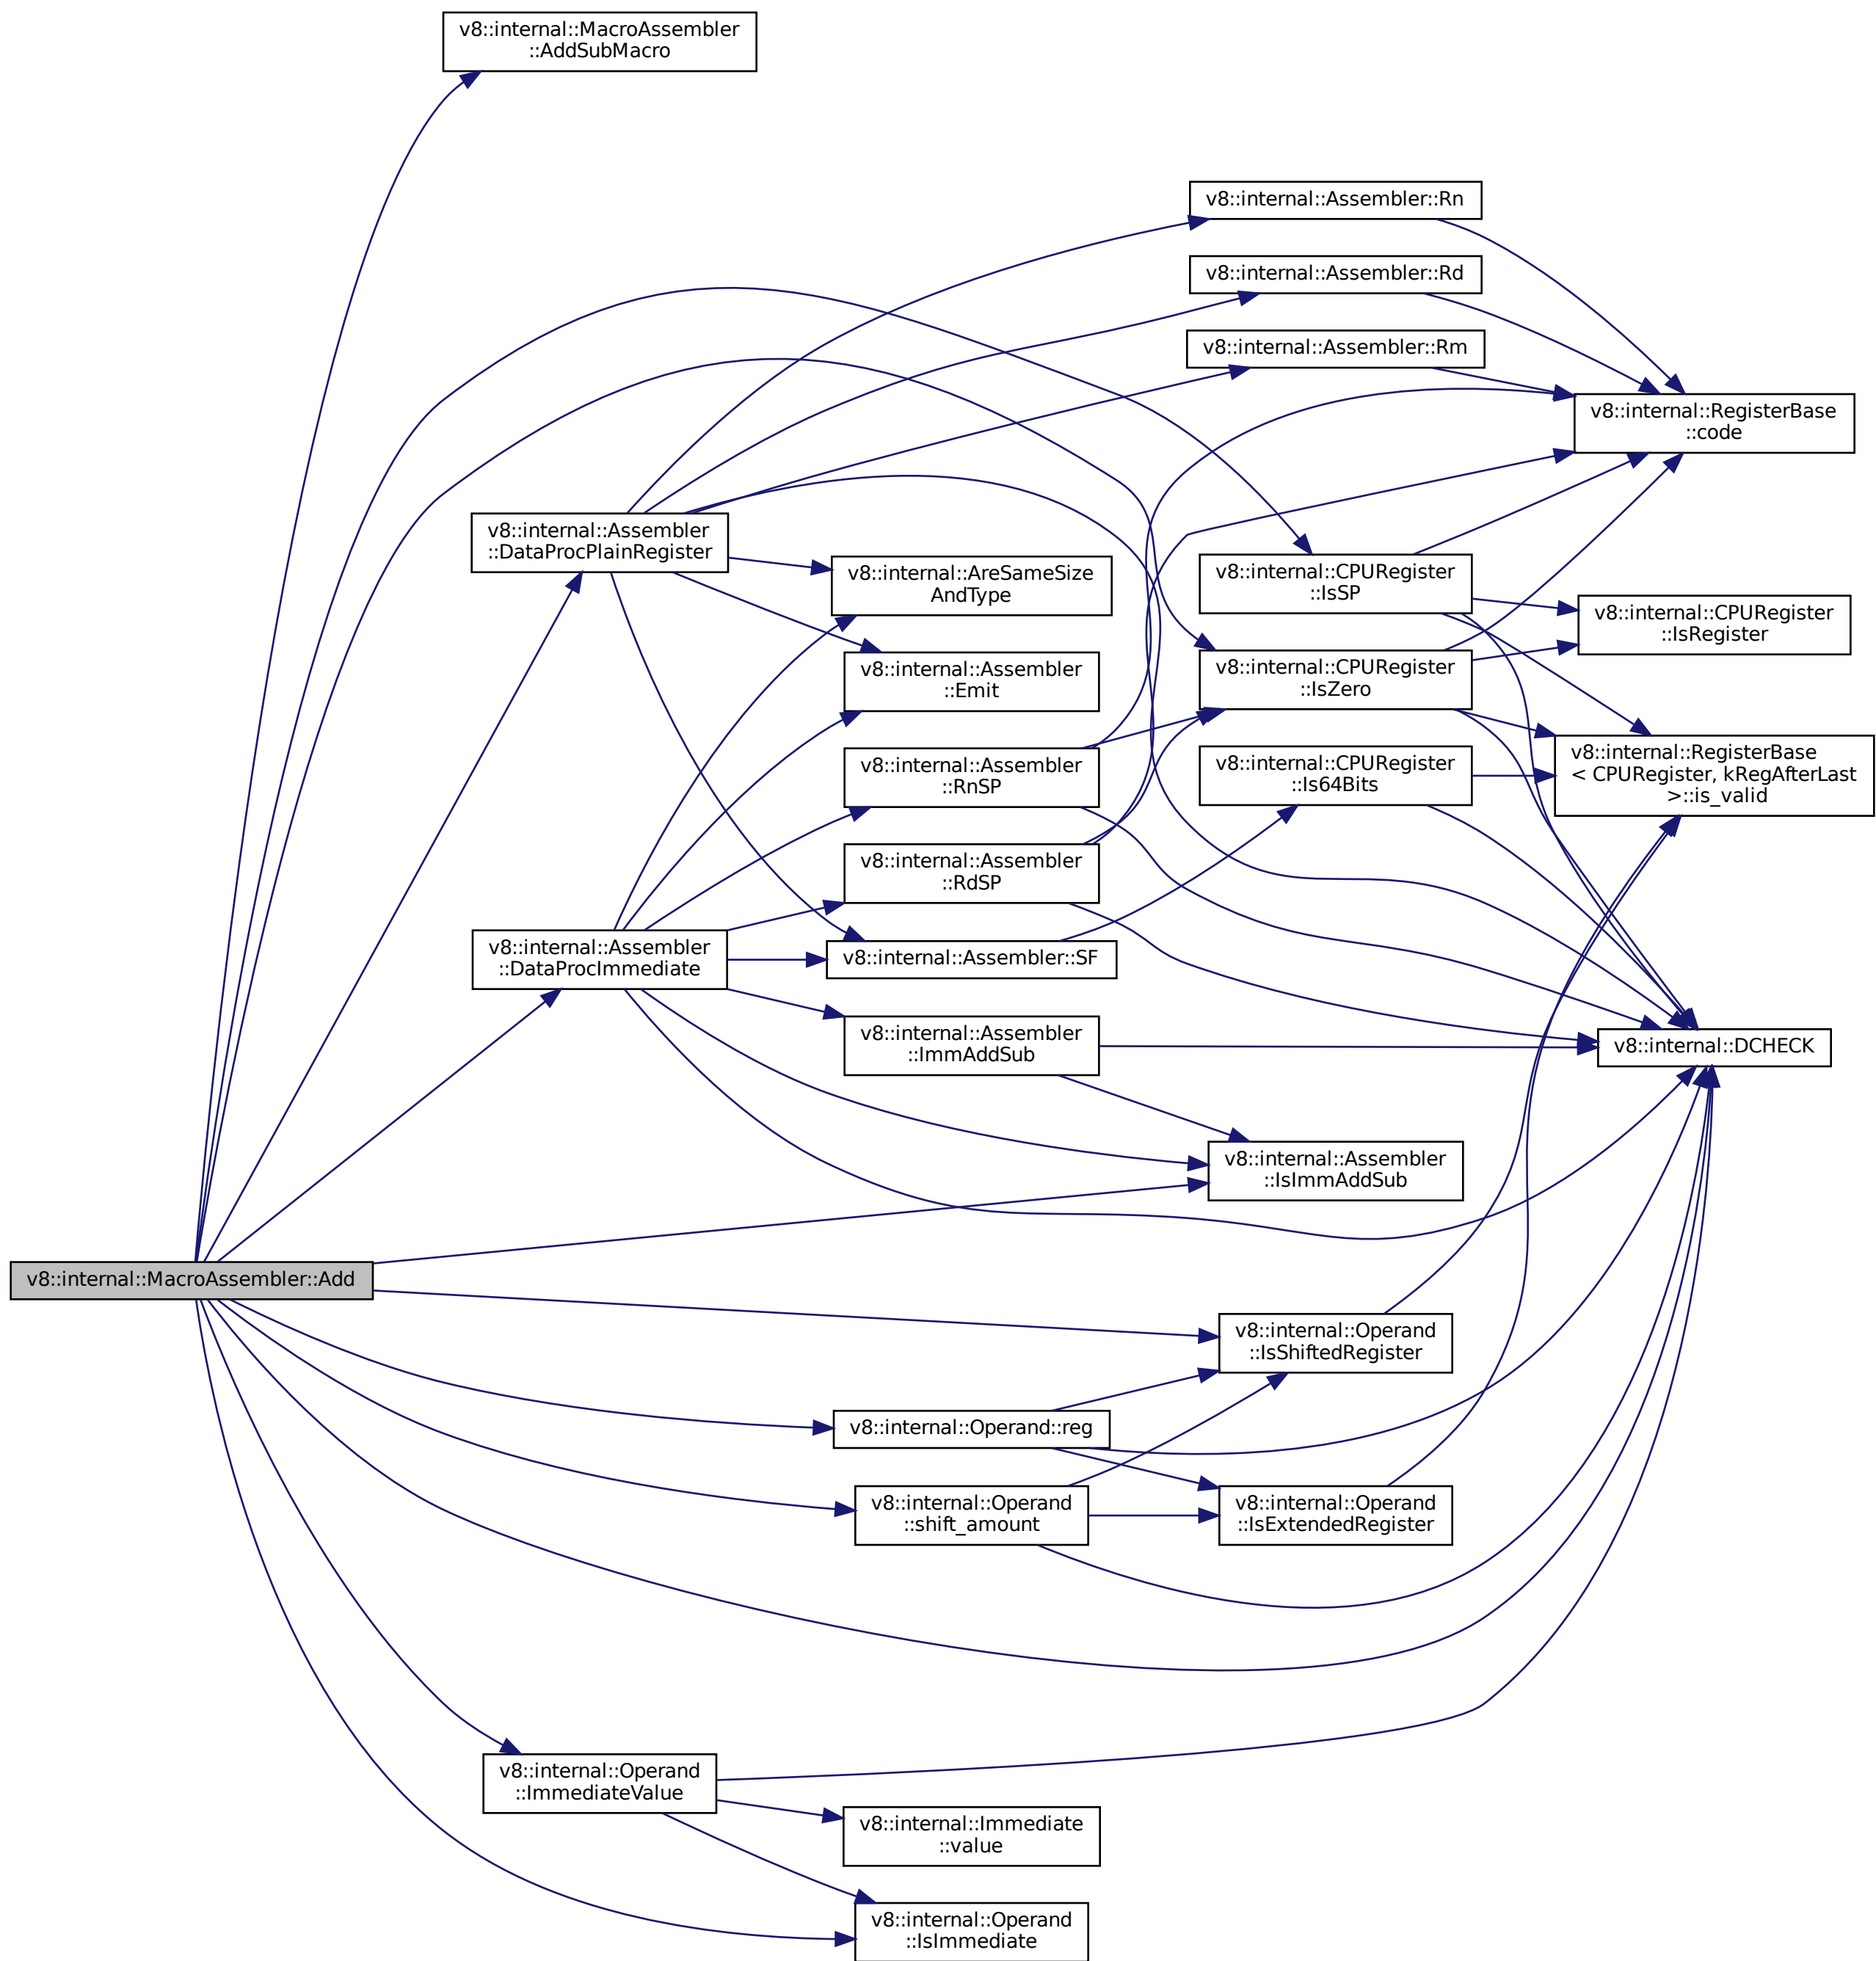 v8::internal::MacroAssembler
::AddSubMacro
v8::internal::Assembler::Rn
v8::internal::Assembler::Rd
v8::internal::Assembler::Rm
v8::internal::RegisterBase
::code
v8::internal::Assembler
::DataProcPlainRegister
v8::internal::AreSameSize
AndType
v8::internal::CPURegister
::IsSP
v8::internal::CPURegister
::IsRegister
v8::internal::Assembler
::Emit
v8::internal::CPURegister
::IsZero
v8::internal::Assembler
::RnSP
v8::internal::CPURegister
::Is64Bits
v8::internal::RegisterBase
< CPURegister, kRegAfterLast
>::is_valid
v8::internal::Assembler
::RdSP
v8::internal::Assembler
::DataProcImmediate
v8::internal::Assembler::SF
v8::internal::Assembler
::ImmAddSub
v8::internal::DCHECK
v8::internal::Assembler
::IsImmAddSub
v8::internal::MacroAssembler::Add
v8::internal::Operand
::IsShiftedRegister
v8::internal::Operand::reg
v8::internal::Operand
::shift_amount
v8::internal::Operand
::IsExtendedRegister
v8::internal::Operand
::ImmediateValue
v8::internal::Immediate
::value
v8::internal::Operand
::IsImmediate